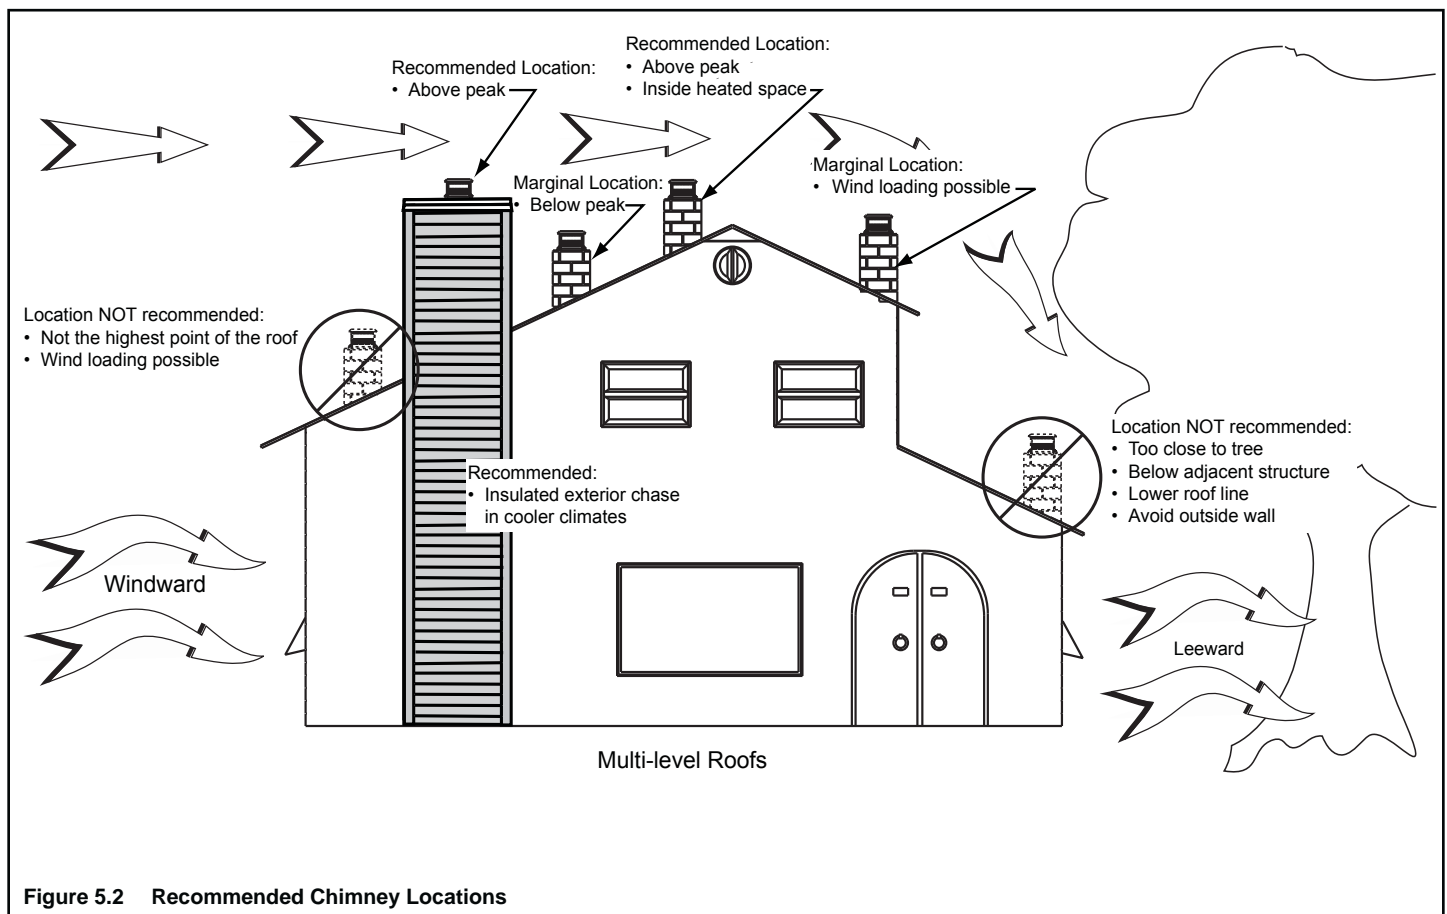 Recommended Location:
• Above peak
Recommended Location:
• Above peak
• Inside heated space
Marginal Location:
• Below peak
Marginal Location:
• Wind loading possible
Location NOT recommended:
• Not the highest point of the roof
• Wind loading possible
Recommended:
• Insulated exterior chase
in cooler climates
Location NOT recommended:
• Too close to tree
• Below adjacent structure
• Lower roof line
• Avoid outside wall
Windward
Leeward
Multi-level Roofs
Figure 5.2 Recommended Chimney Locations